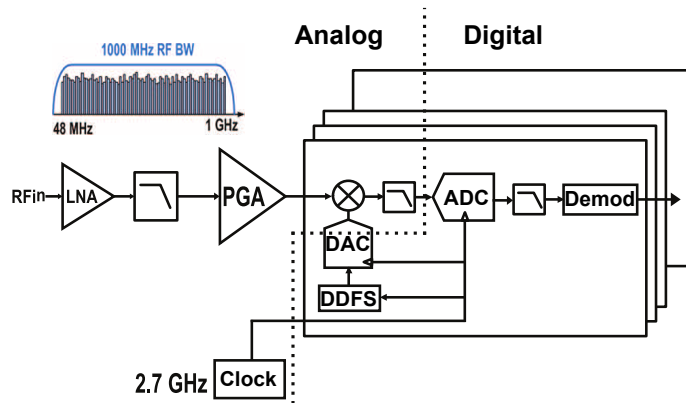 Analog
Digital
1000 MHz RF BW
48 MHz
1 GHz
RFin
LNA
PGA
ADC
Demod
DAC
DDFS
2.7 GHz
Clock